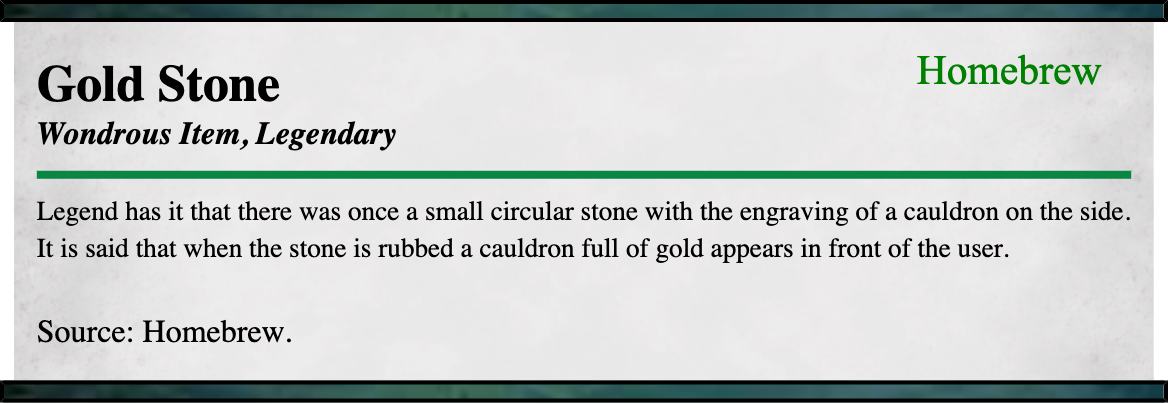 Gold Stone
Homebrew
Wondrous Item, Legendary
Legend has it that there was once a small circular stone with the engraving of a cauldron on the side.
It is said that when the stone is rubbed a cauldron full of gold appears in front of the user.
Source: Homebrew.